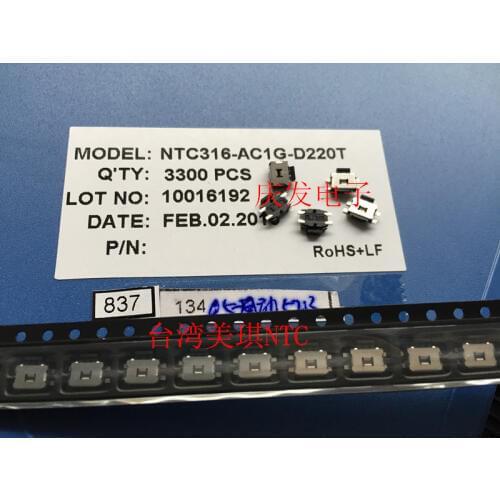 MODEL: NTC316-AC1G-D220T
Q'TY: 3300 PCS
LOT NO: 10016192
庆发电子
DATE: FEB.02.201
P/N:
RoHS+LF
837
134
台湾美琪NTC